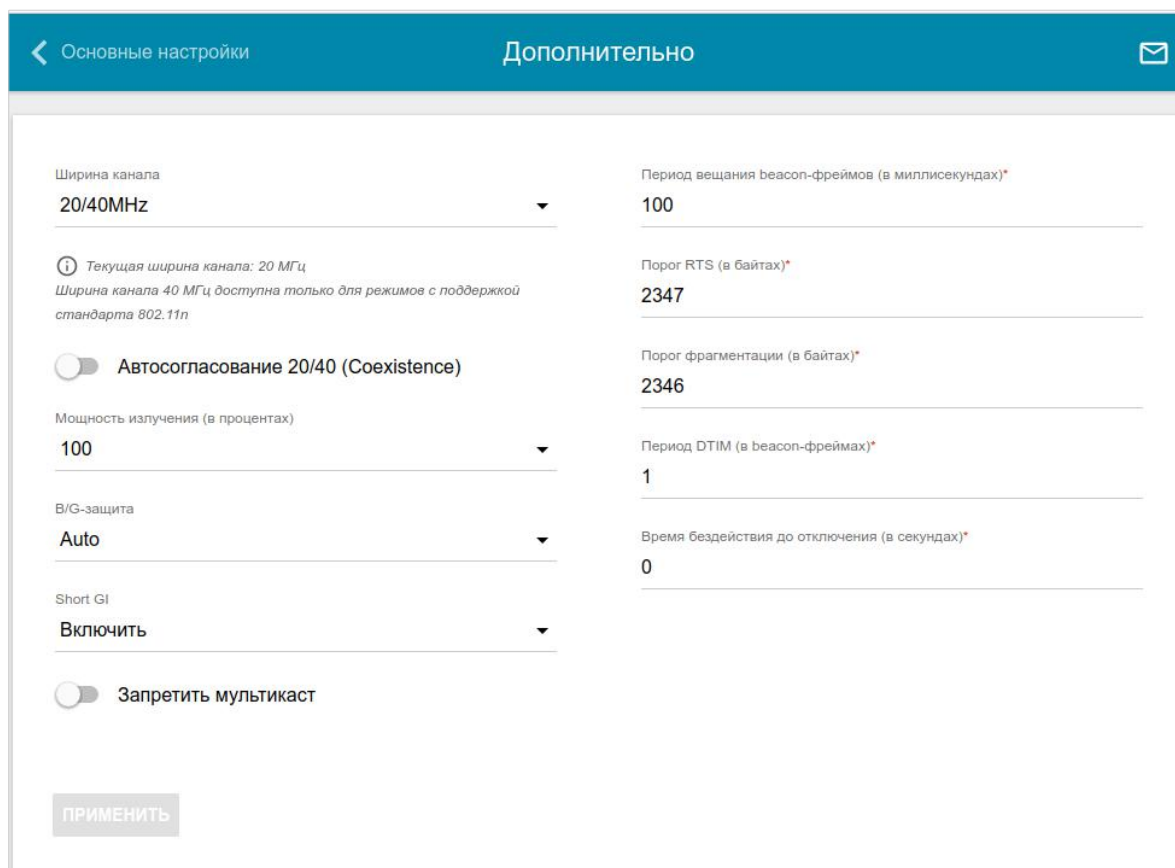 Основные настройки
Дополнительно
Ширина канала
20/40MHz
Текущая ширина канала: 20 МГц
Ширина канала 40 МГц доступна только для режимов с поддержкой
стандарта 802.11n
Автосогласование 20/40 (Coexistence)
Мощность излучения (в процентах)
100
B/G-защита
Auto
Short GI
Включить
Запретить мультикаст
ПРИМЕНИТЬ
Период вещания beacon-фреймов (в миллисекундах)*
100
Порог RTS (в байтах)*
2347
Порог фрагментации (в байтах)*
2346
Период DTIM (в beacon-фреймах)*
1
Время бездействия до отключения (в секундах)*
0